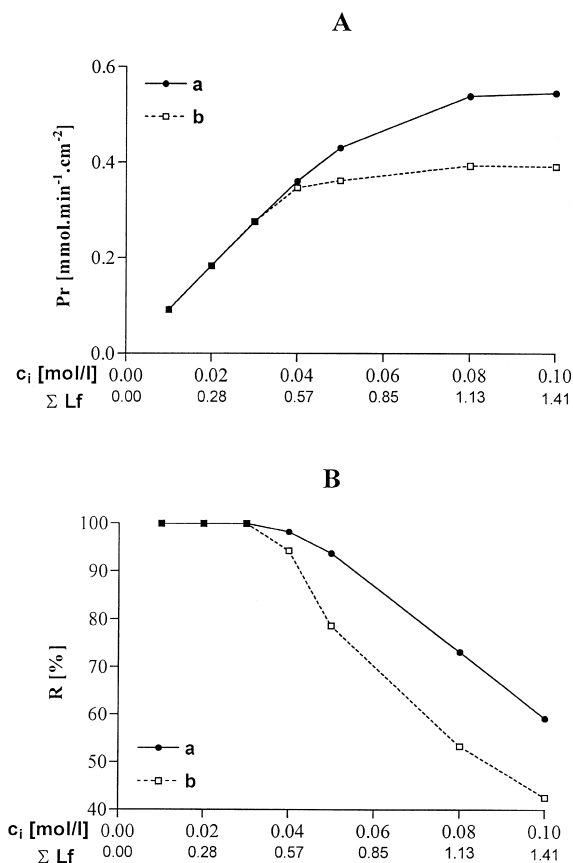 A
0.6
a
b
0.4
Pr [mmol.min⁻¹.cm⁻²]
0.2
0.0
cᵢ [mol/l] 0.00 0.02 0.04 0.06 0.08 0.10
Σ Lf 0.00 0.28 0.57 0.85 1.13 1.41
B
100
90
80
R [%]
70
60
a
50
b
40
cᵢ [mol/l] 0.00 0.02 0.04 0.06 0.08 0.10
Σ Lf 0.00 0.28 0.57 0.85 1.13 1.41